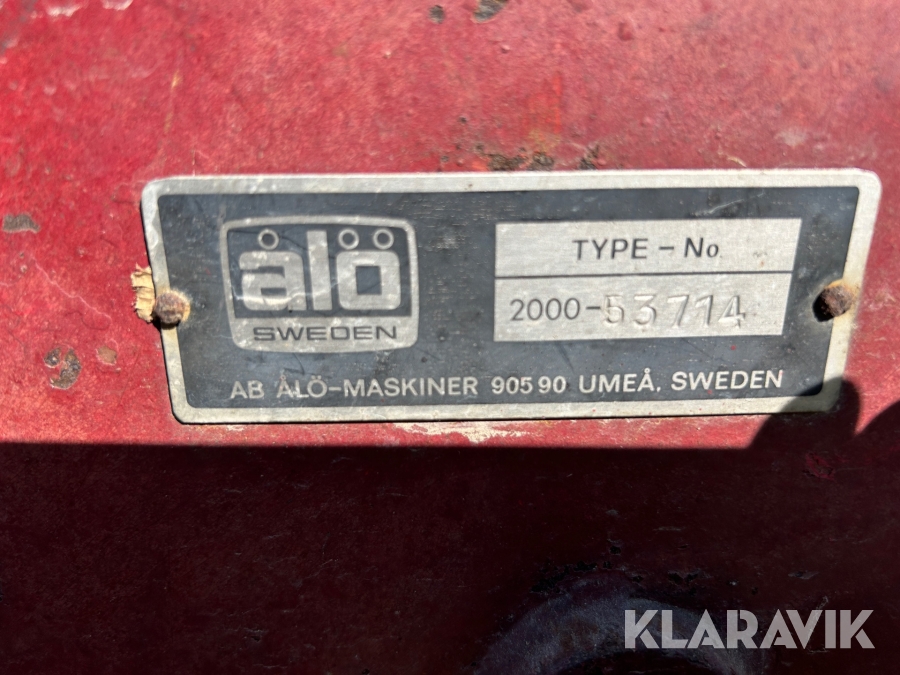 ålö
SWEDEN
TYPE - No
2000-53714
AB ÅLÖ-MASKINER 905 90 UMEÅ. SWEDEN
KLARAVIK